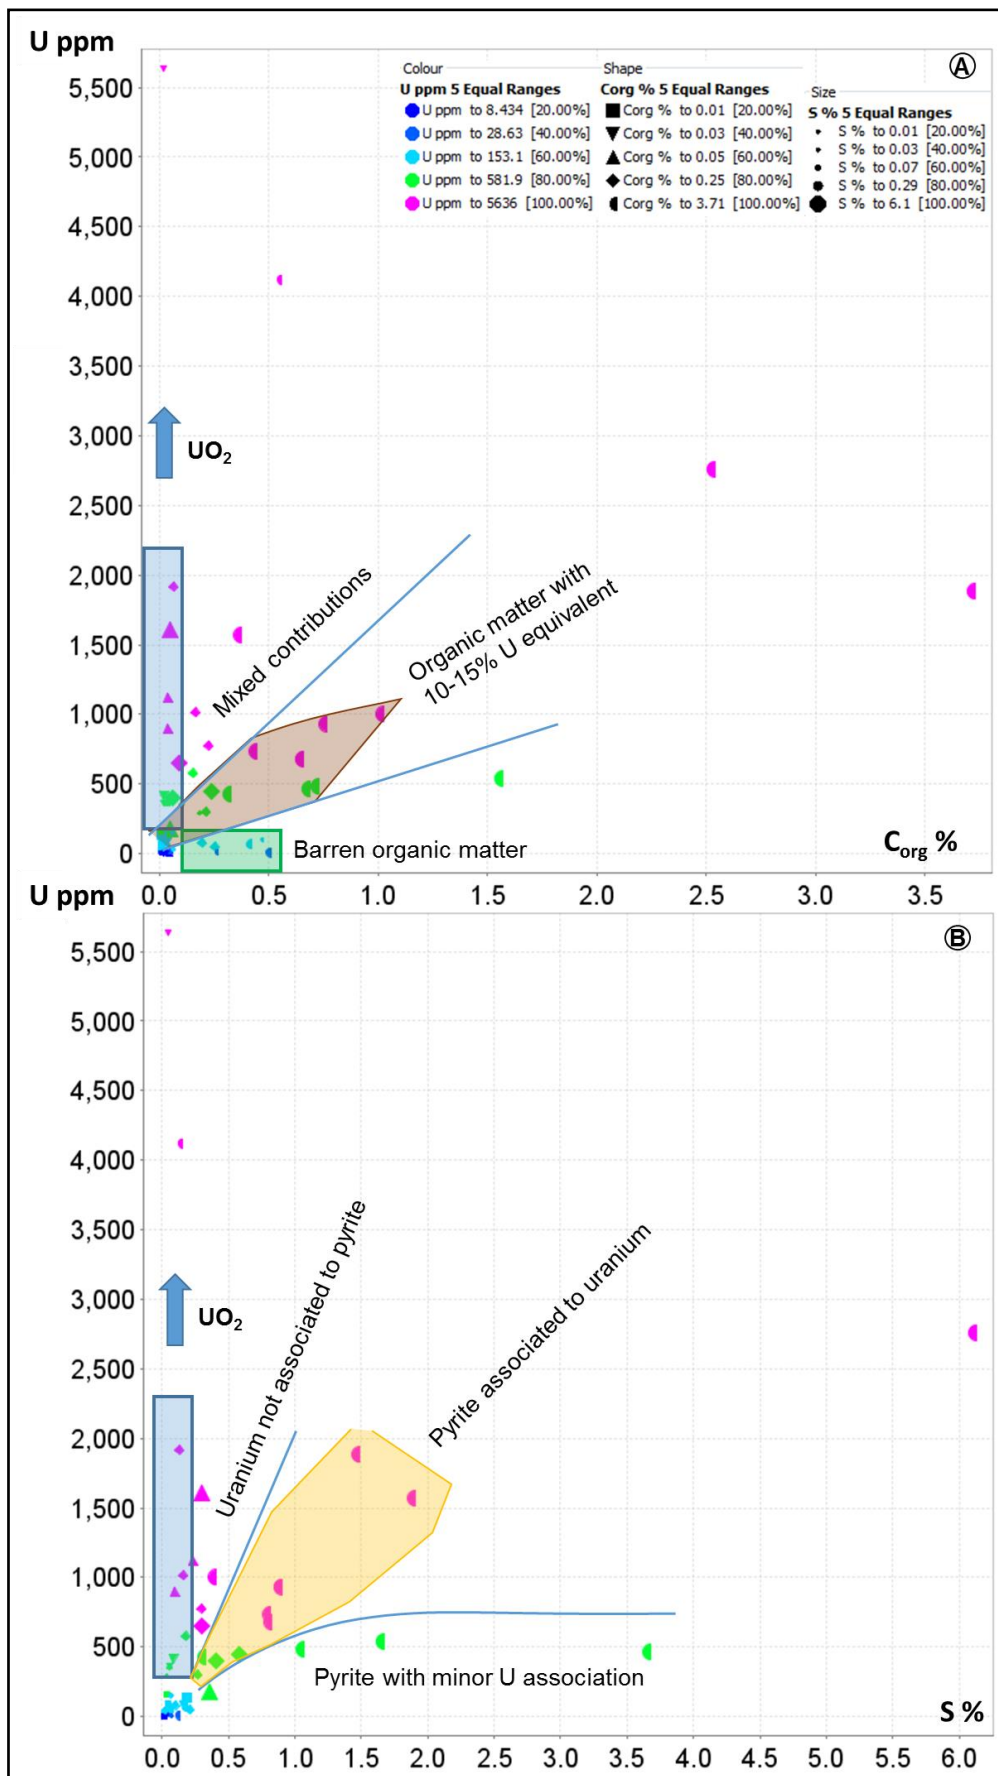 U ppm
Ⓐ
Colour
U ppm 5 Equal Ranges
U ppm to 8.434 [20.00%]
U ppm to 28.63 [40.00%]
U ppm to 153.1 [60.00%]
U ppm to 581.9 [80.00%]
U ppm to 5636 [100.00%]
Shape
Corg % 5 Equal Ranges
Corg % to 0.01 [20.00%]
Corg % to 0.03 [40.00%]
Corg % to 0.05 [60.00%]
Corg % to 0.25 [80.00%]
Corg % to 3.71 [100.00%]
Size
S % 5 Equal Ranges
S % to 0.01 [20.00%]
S % to 0.03 [40.00%]
S % to 0.07 [60.00%]
S % to 0.29 [80.00%]
S % to 6.1 [100.00%]
5,500
5,000
4,500
4,000
3,500
3,000
2,500
2,000
1,500
1,000
500
0
UO2
Mixed contributions
Organic matter with
10-15% U equivalent
Barren organic matter
Corg %
0.0 0.5 1.0 1.5 2.0 2.5 3.0 3.5
U ppm
Ⓑ
5,500
5,000
4,500
4,000
3,500
3,000
2,500
2,000
1,500
1,000
500
0
UO2
Uranium not associated to pyrite
Pyrite associated to uranium
Pyrite with minor U association
S %
0.0 0.5 1.0 1.5 2.0 2.5 3.0 3.5 4.0 4.5 5.0 5.5 6.0